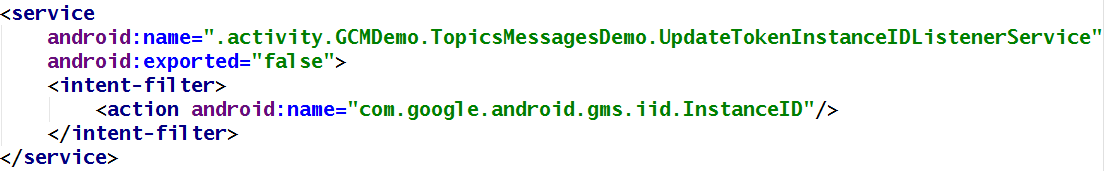 <service
android:name=".activity.GCMDemo.TopicsMessagesDemo.UpdateTokenInstanceIDListenerService"
android:exported="false">
<intent-filter>
<action android:name="com.google.android.gms.iid.InstanceID"/>
</intent-filter>
</service>